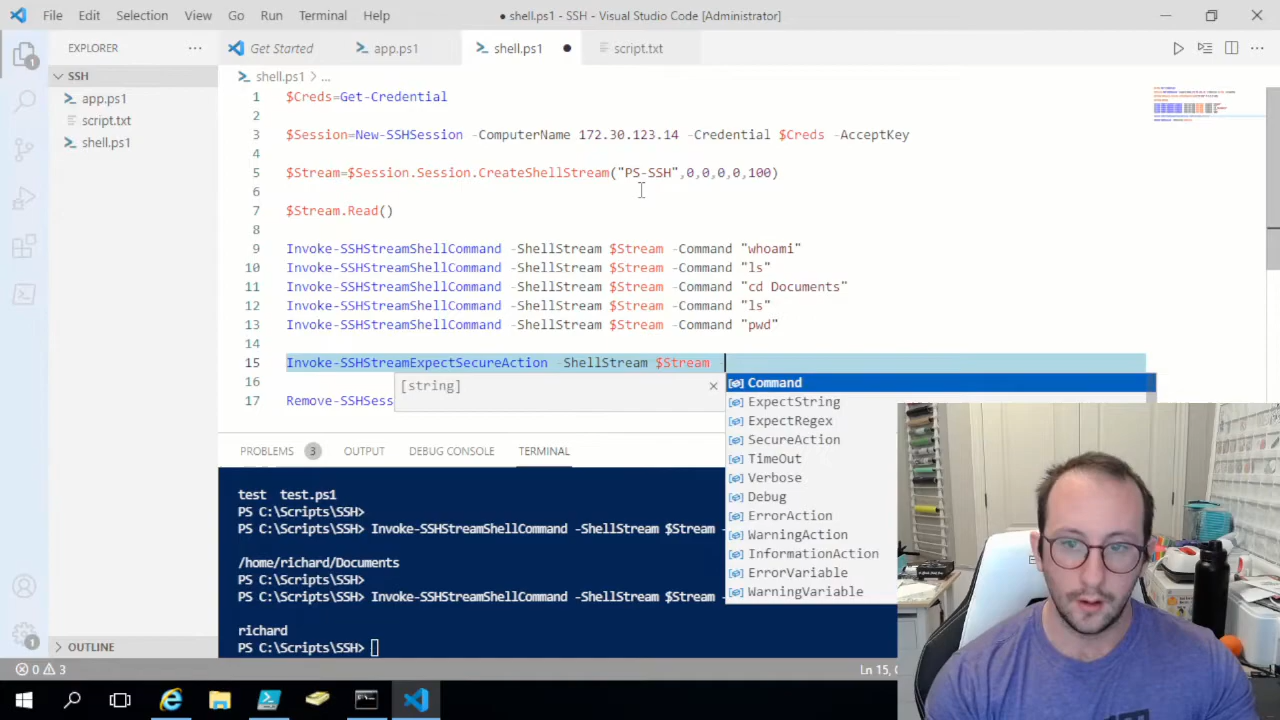 File Edit Selection View Go Run Terminal Help
● shell.ps1 - SSH - Visual Studio Code [Administrator]
EXPLORER
Get Started
app.ps1
shell.ps1
script.txt
SSH
app.ps1
script.txt
shell.ps1
OUTLINE
shell.ps1 > ...
1 $Creds=Get-Credential
2
3 $Session=New-SSHSession -ComputerName 172.30.123.14 -Credential $Creds -AcceptKey
4
5 $Stream=$Session.Session.CreateShellStream("PS-SSH",0,0,0,0,100)
6
7 $Stream.Read()
8
9 Invoke-SSHStreamShellCommand -ShellStream $Stream -Command "whoami"
10 Invoke-SSHStreamShellCommand -ShellStream $Stream -Command "ls"
11 Invoke-SSHStreamShellCommand -ShellStream $Stream -Command "cd Documents"
12 Invoke-SSHStreamShellCommand -ShellStream $Stream -Command "ls"
13 Invoke-SSHStreamShellCommand -ShellStream $Stream -Command "pwd"
14
15 Invoke-SSHStreamExpectSecureAction -ShellStream $Stream -
16
17 Remove-SSHSess
[string]
Command
ExpectString
ExpectRegex
SecureAction
TimeOut
Verbose
Debug
ErrorAction
WarningAction
InformationAction
ErrorVariable
WarningVariable
PROBLEMS 3 OUTPUT DEBUG CONSOLE TERMINAL
test test.ps1
PS C:\Scripts\SSH>
PS C:\Scripts\SSH> Invoke-SSHStreamShellCommand -ShellStream $Stream -
/home/richard/Documents
PS C:\Scripts\SSH>
PS C:\Scripts\SSH> Invoke-SSHStreamShellCommand -ShellStream $Stream -
richard
PS C:\Scripts\SSH>
0 3
Ln 15,